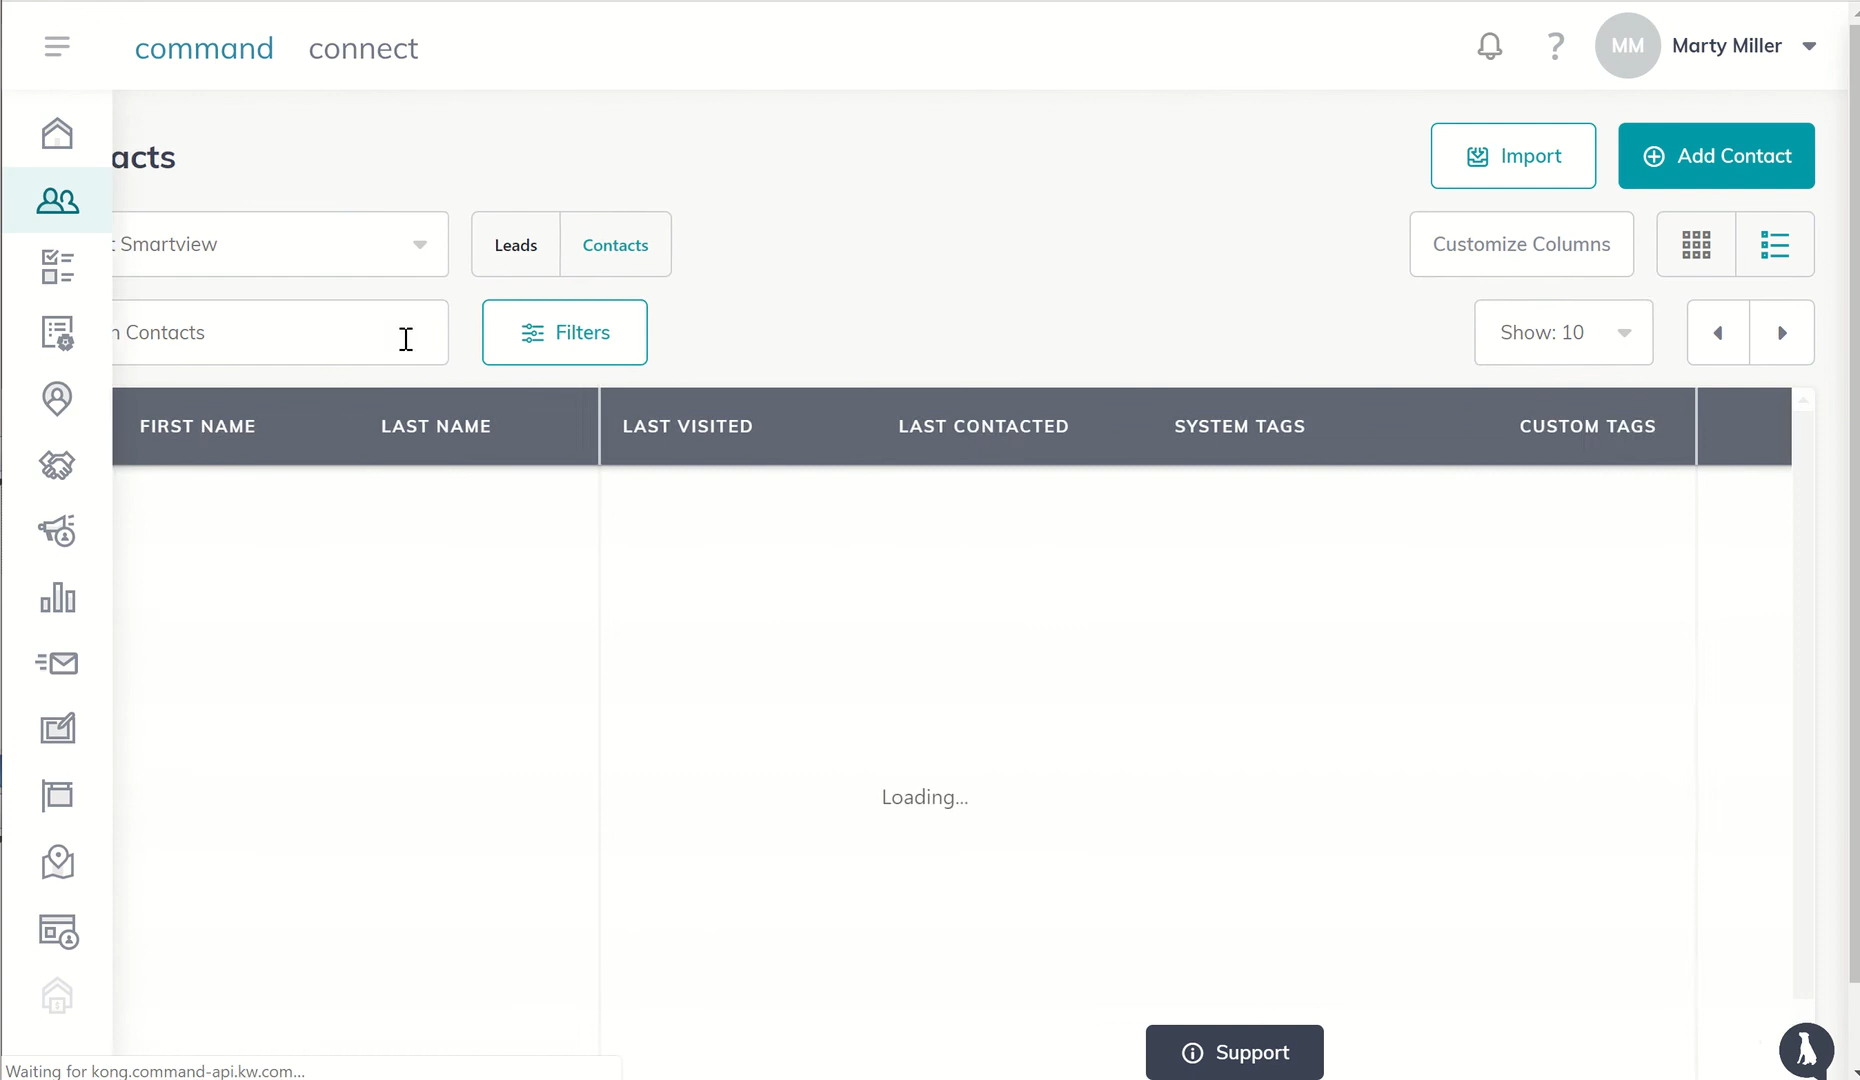 command connect
MM Marty Miller
acts
Import
Add Contact
t Smartview
Leads
Contacts
Customize Columns
n Contacts
Filters
Show: 10
FIRST NAME LAST NAME LAST VISITED LAST CONTACTED SYSTEM TAGS CUSTOM TAGS
Loading...
Support
Waiting for kong.command-api.kw.com...